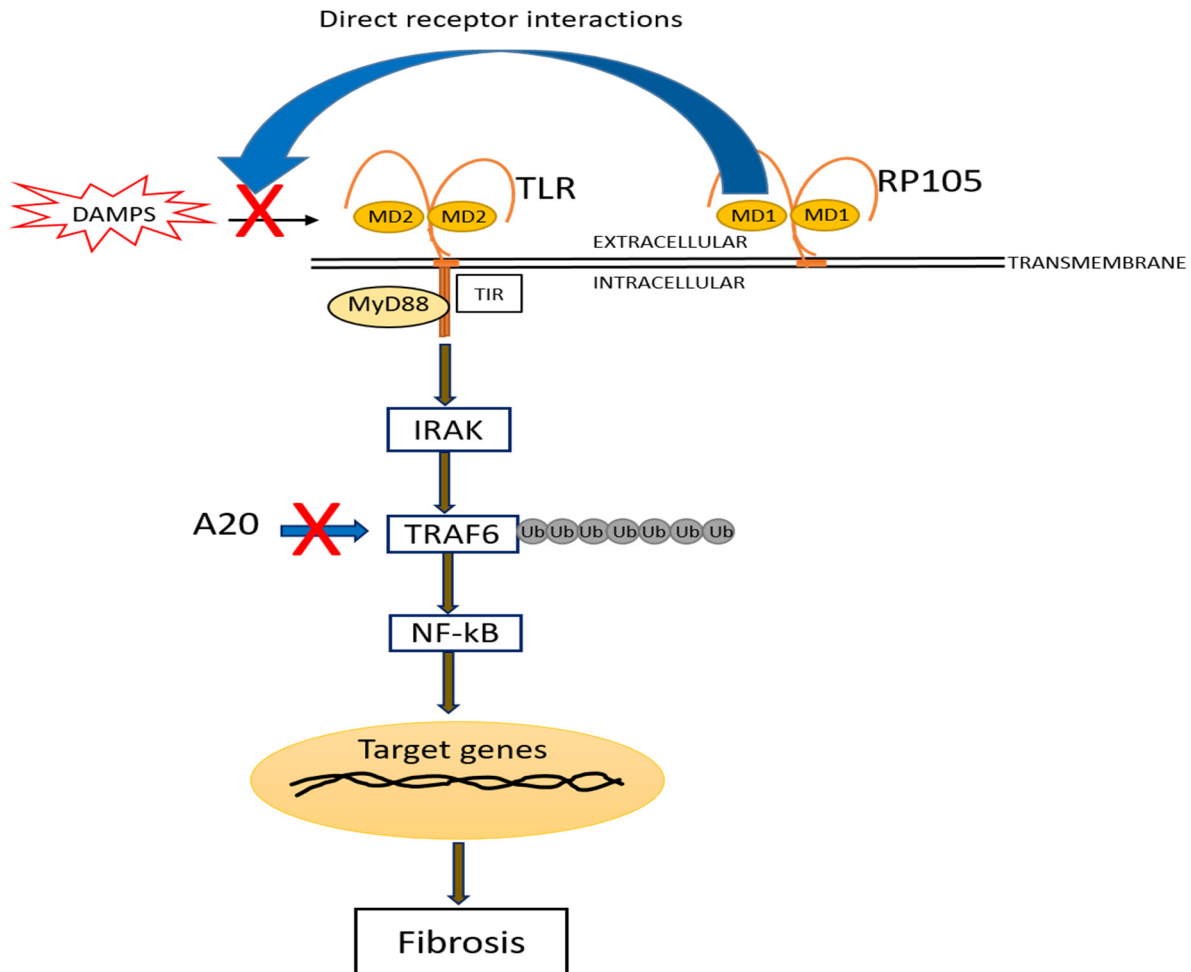 Direct receptor interactions
DAMPS
TLR
RP105
MD2 MD2
MD1 MD1
EXTRACELLULAR
TRANSMEMBRANE
INTRACELLULAR
MyD88
TIR
IRAK
A20
TRAF6
Ub Ub Ub Ub Ub Ub Ub
NF-kB
Target genes
Fibrosis